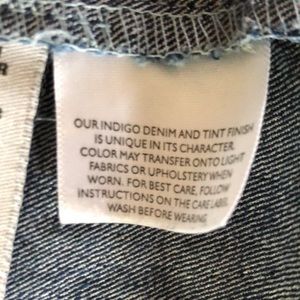 OUR INDIGO DENIM AND TINT FINISH
IS UNIQUE IN ITS CHARACTER.
COLOR MAY TRANSFER ONTO LIGHT
FABRICS OR UPHOLSTERY WHEN
WORN. FOR BEST CARE, FOLLOW
INSTRUCTIONS ON THE CARE LABEL.
WASH BEFORE WEARING